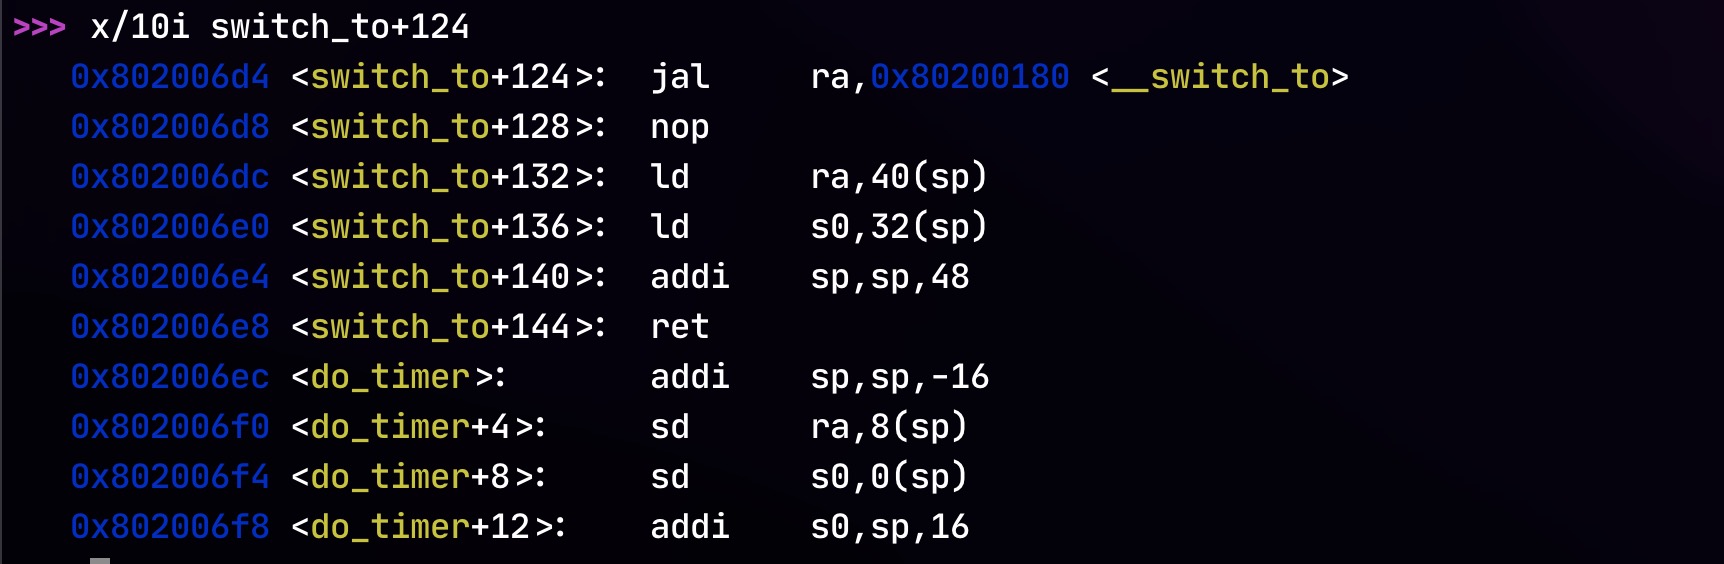 >>> x/10i switch_to+124
0x802006d4 <switch_to+124>: jal ra,0x80200180 <__switch_to>
0x802006d8 <switch_to+128>: nop
0x802006dc <switch_to+132>: ld ra,40(sp)
0x802006e0 <switch_to+136>: ld s0,32(sp)
0x802006e4 <switch_to+140>: addi sp,sp,48
0x802006e8 <switch_to+144>: ret
0x802006ec <do_timer>: addi sp,sp,-16
0x802006f0 <do_timer+4>: sd ra,8(sp)
0x802006f4 <do_timer+8>: sd s0,0(sp)
0x802006f8 <do_timer+12>: addi s0,sp,16